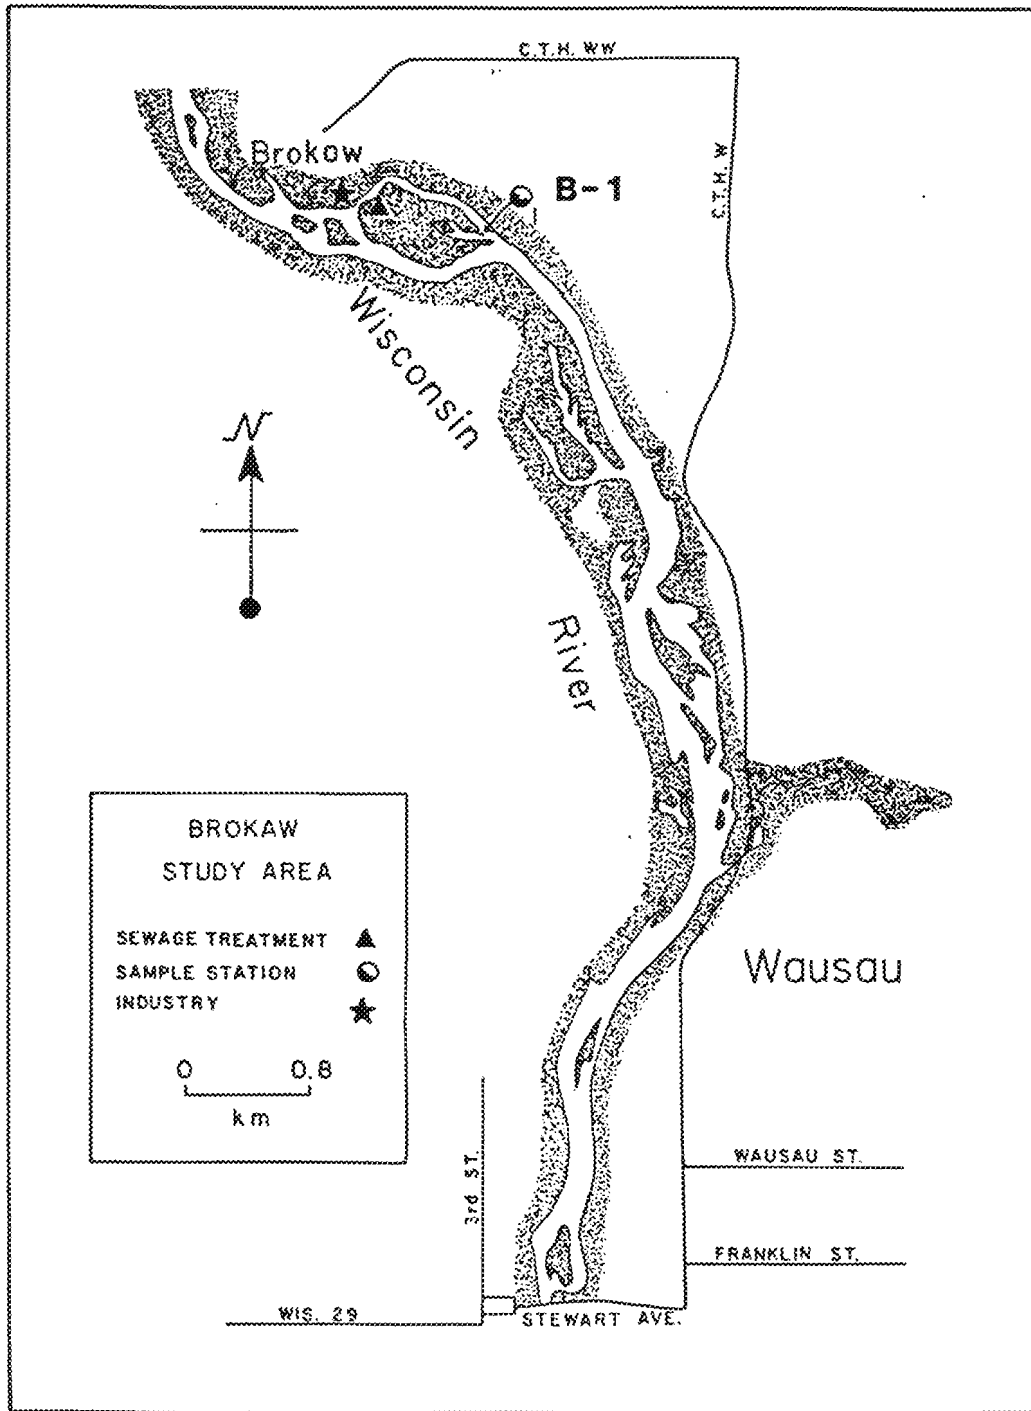 C.T.H. WW
Brokaw
B-1
C.T.H. W
Wisconsin
N
River
BROKAW
STUDY AREA
SEWAGE TREATMENT
SAMPLE STATION
INDUSTRY
0 0.8
km
Wausau
3rd ST.
WAUSAU ST.
FRANKLIN ST.
WIS. 29
STEWART AVE.